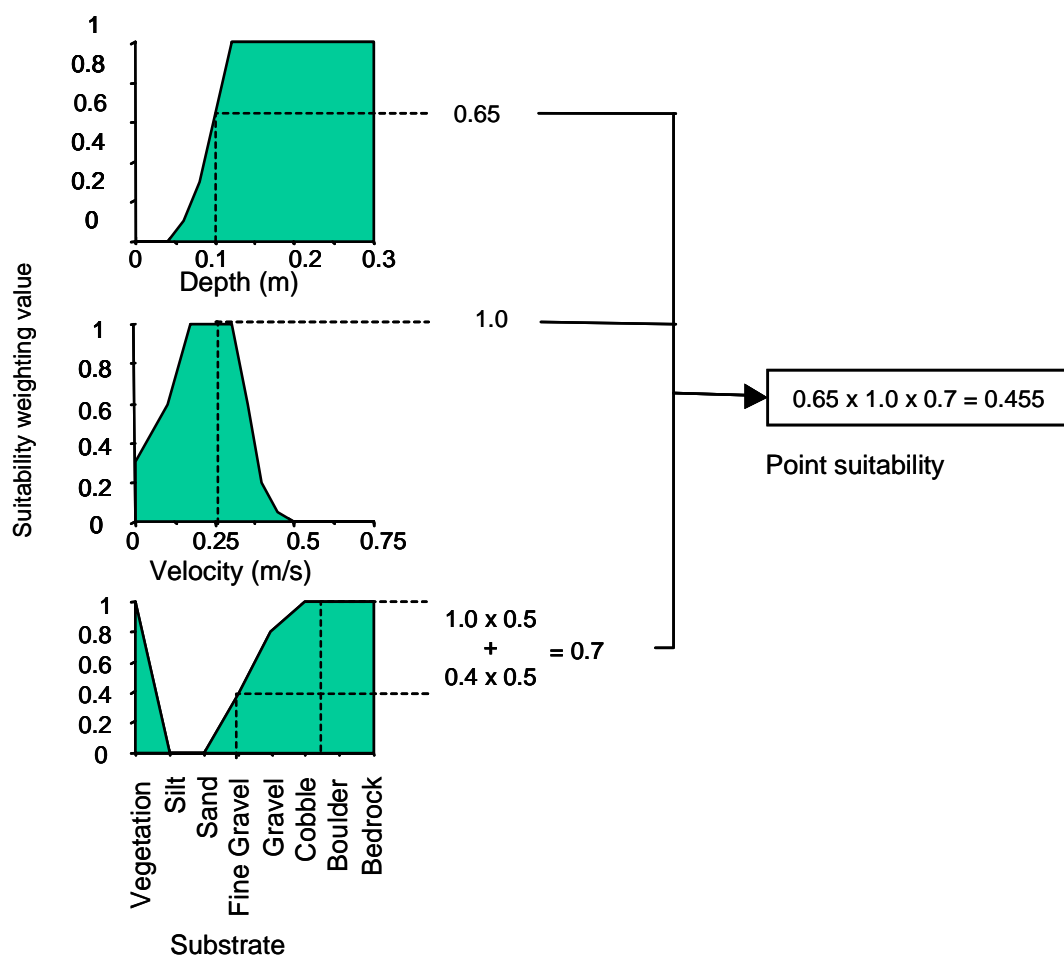 Suitability weighting value
1
0.8
0.6
0.4
0.2
0
0 0.1 0.2 0.3
Depth (m)
0.65
1
0.8
0.6
0.4
0.2
0
0 0.25 0.5 0.75
Velocity (m/s)
1.0
1
0.8
0.6
0.4
0.2
0
Vegetation
Silt
Sand
Fine Gravel
Gravel
Cobble
Boulder
Bedrock
Substrate
1.0 x 0.5
+
0.4 x 0.5
= 0.7
0.65 x 1.0 x 0.7 = 0.455
Point suitability